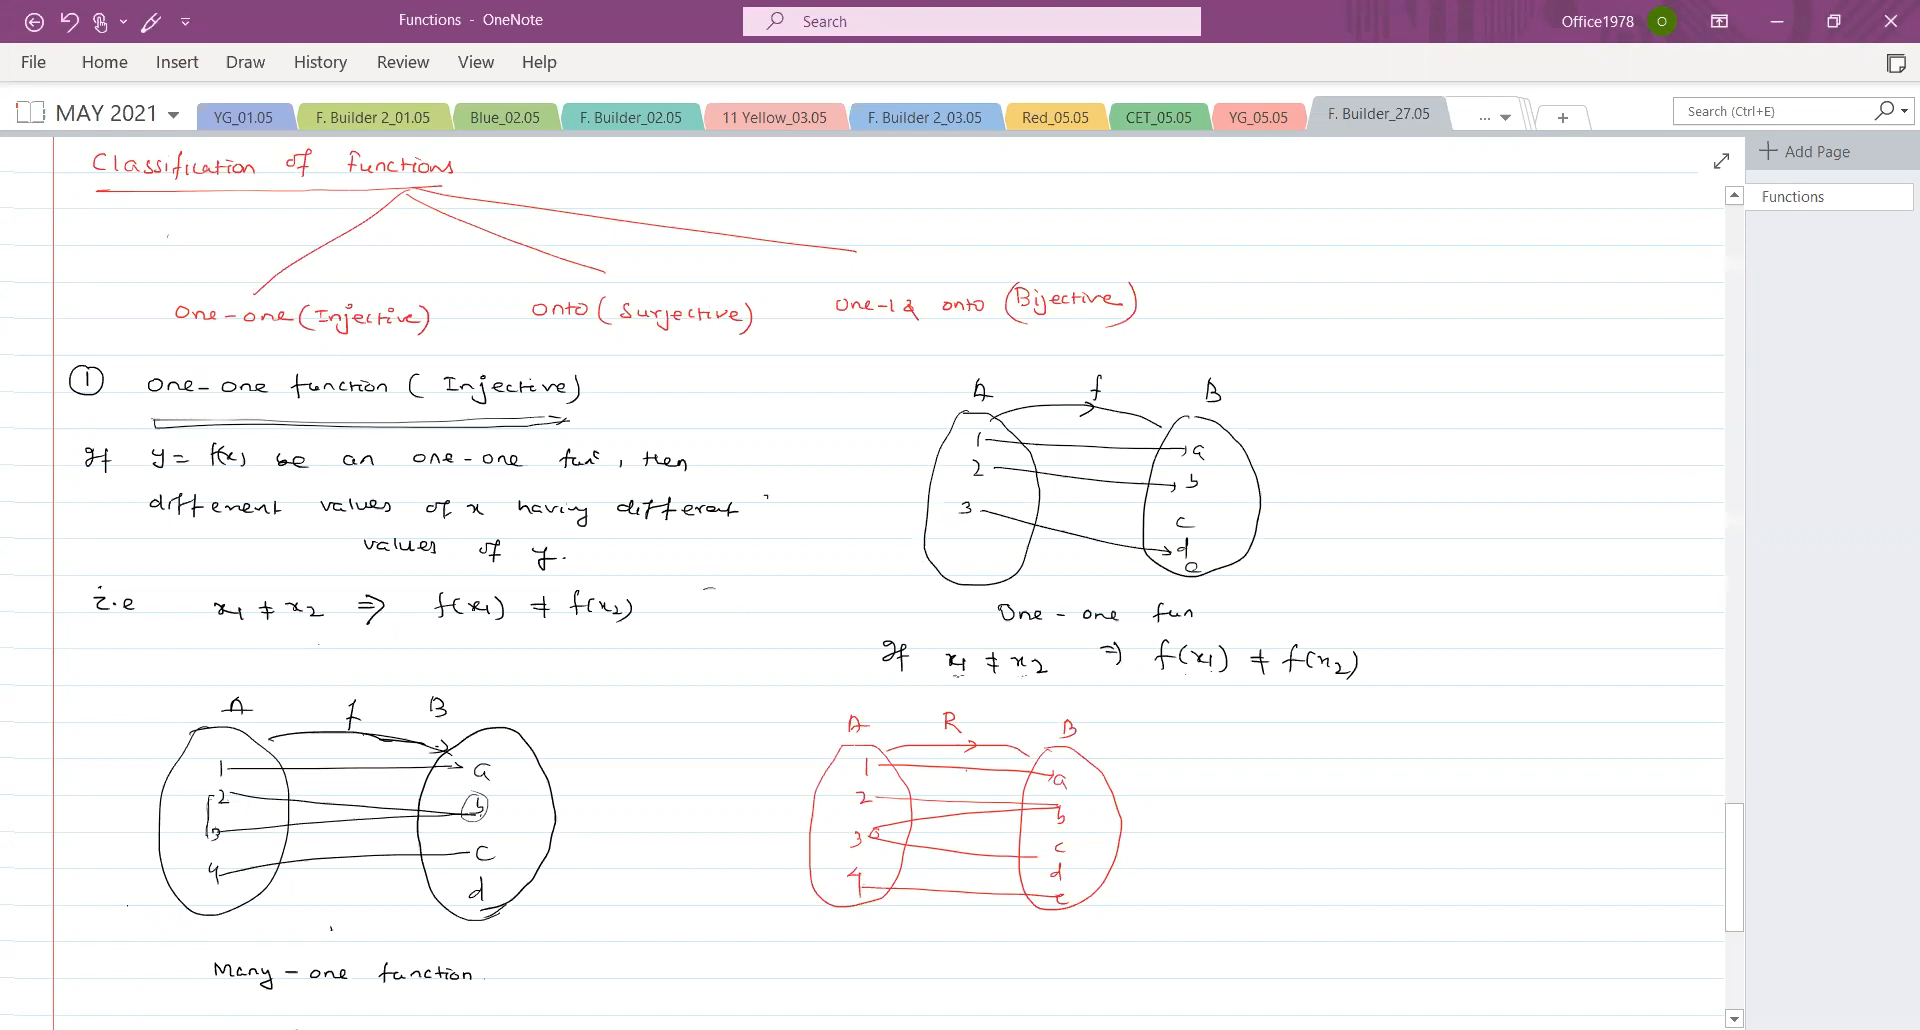 Functions - OneNote
Search
Office1978
O
File Home Insert Draw History Review View Help
MAY 2021
YG_01.05 F. Builder 2_01.05 Blue_02.05 F. Builder_02.05 11 Yellow_03.05 F. Builder 2_03.05 Red_05.05 CET_05.05 YG_05.05 F. Builder_27.05 ... +
Search (Ctrl+E)
Add Page
Functions
Classification of functions
One-one (Injective) onto (Surjective) one-1 & onto (Bijective)
① one-one function (Injective)
If y = f(x) be an one-one fun, then
different values of x having different
values of y.
i.e x1 ≠ x2 ⇒ f(x1) ≠ f(x2)
A f B
1 a
2 b
3 c
d
e
One-one fun
If x1 ≠ x2 ⇒ f(x1) ≠ f(x2)
A f B
1 a
2 b
3
4 c
d
Many-one function
A R B
1 a
2 b
3 c
4 d
e